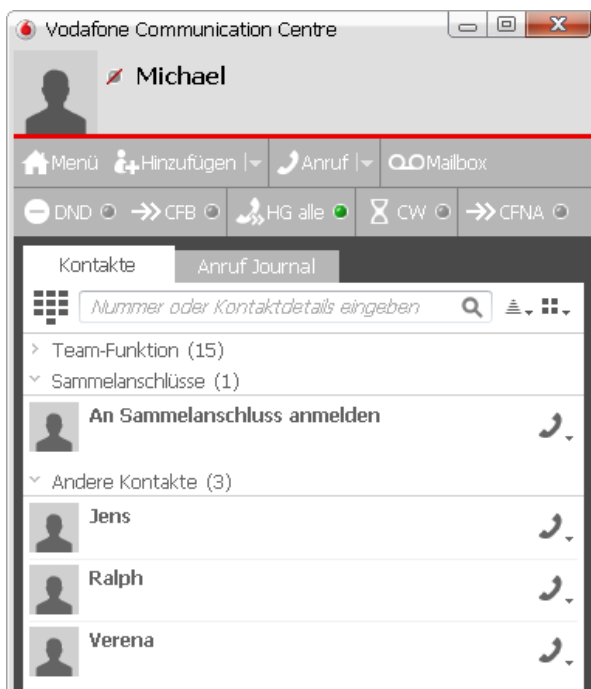 Vodafone Communication Centre
Michael
Menü Hinzufügen Anruf Mailbox
DND CFB HG alle CW CFNA
Kontakte Anruf Journal
Nummer oder Kontaktdetails eingeben
Team-Funktion (15)
Sammelanschlüsse (1)
An Sammelanschluss anmelden
Andere Kontakte (3)
Jens
Ralph
Verena